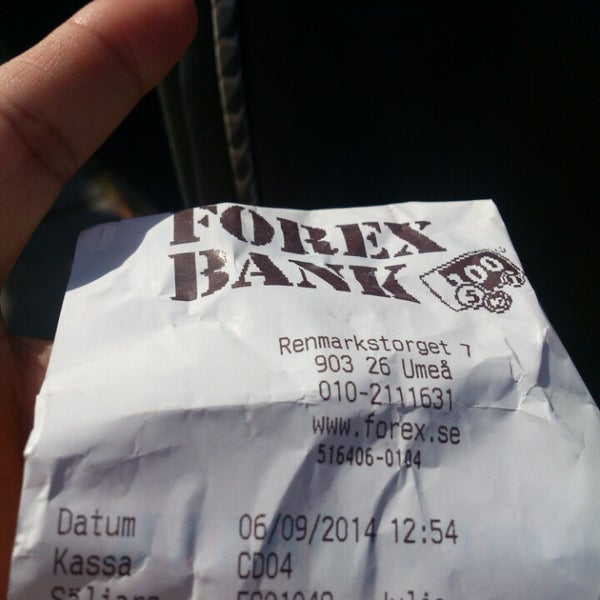 FOREX
BANK
100
Renmarkstorget 7
903 26 Umeå
010-2111631
www.forex.se
516406-0104
Datum 06/09/2014 12:54
Kassa CD04